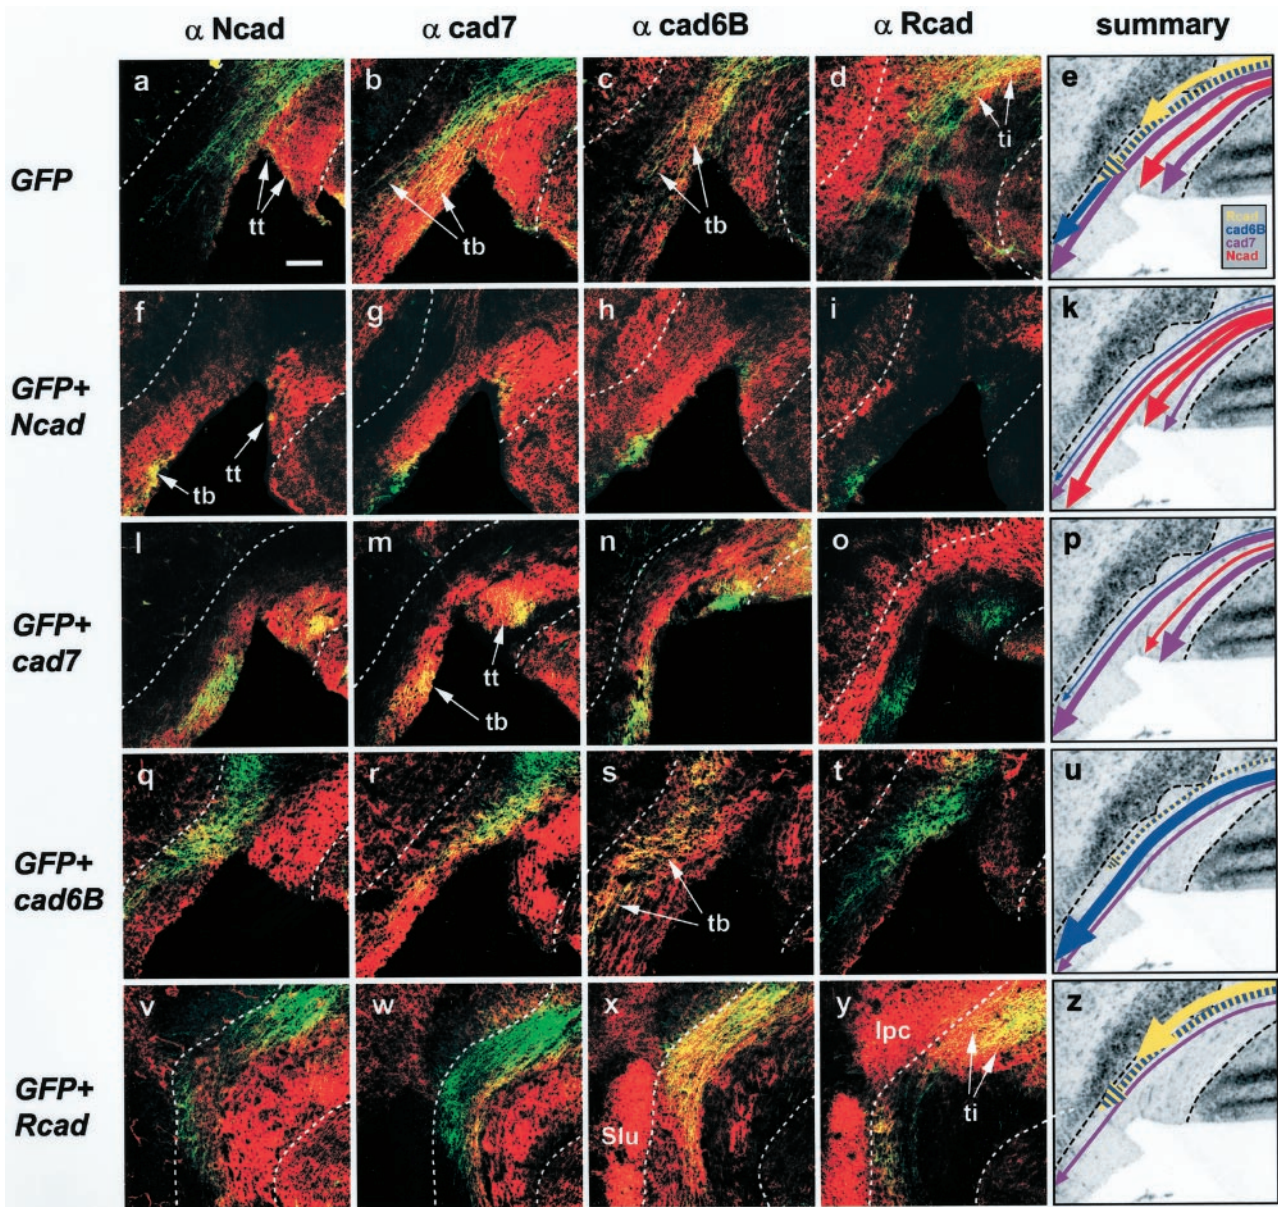 α Ncad α cad7 α cad6B α Rcad summary
GFP
a b c d e
tt tb tb ti
Rcad
cad6B
cad7
Ncad
GFP+
Ncad
f g h i k
tb tt
GFP+
cad7
l m n o p
tt
tb
GFP+
cad6B
q r s t u
tb
GFP+
Rcad
v w x y z
lpc
Slu ti